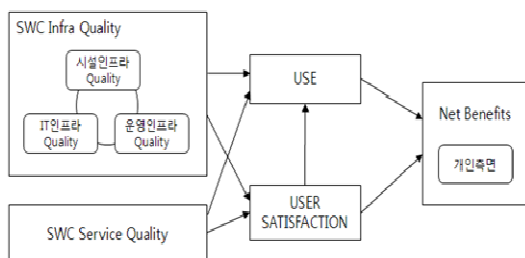 SWC Infra Quality
시설인프라
Quality
IT인프라
Quality
운영인프라
Quality
SWC Service Quality
USE
USER
SATISFACTION
Net Benefits
개인측면